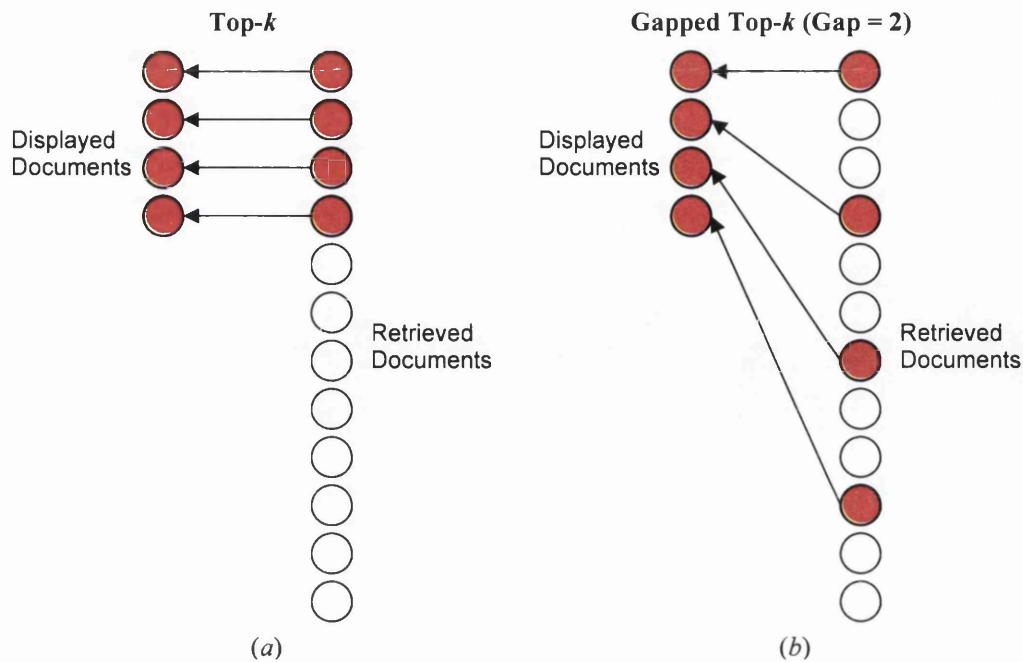 Top-k
Displayed
Documents
Retrieved
Documents
(a)
Gapped Top-k (Gap = 2)
Displayed
Documents
Retrieved
Documents
(b)